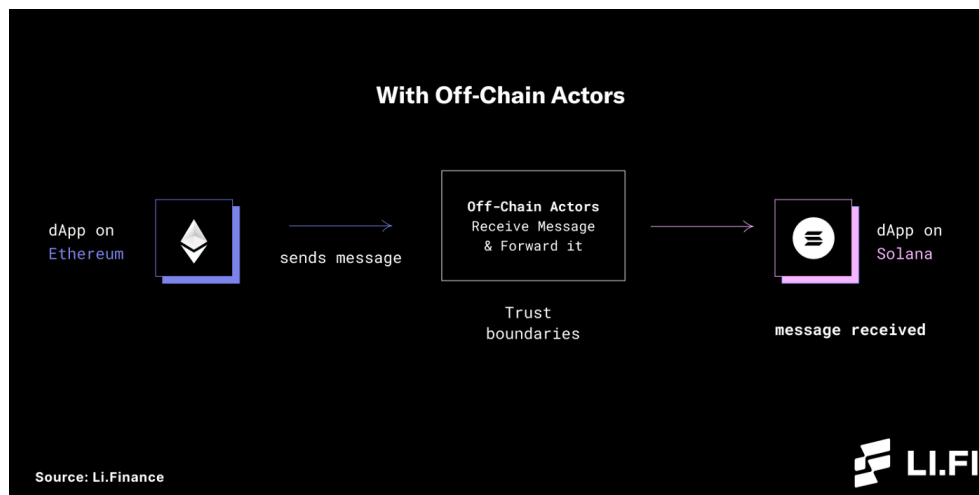 With Off-Chain Actors
dApp on
Ethereum
sends message
Off-Chain Actors
Receive Message
& Forward it
Trust
boundaries
dApp on
Solana
message received
Source: Li.Finance
LI.FI